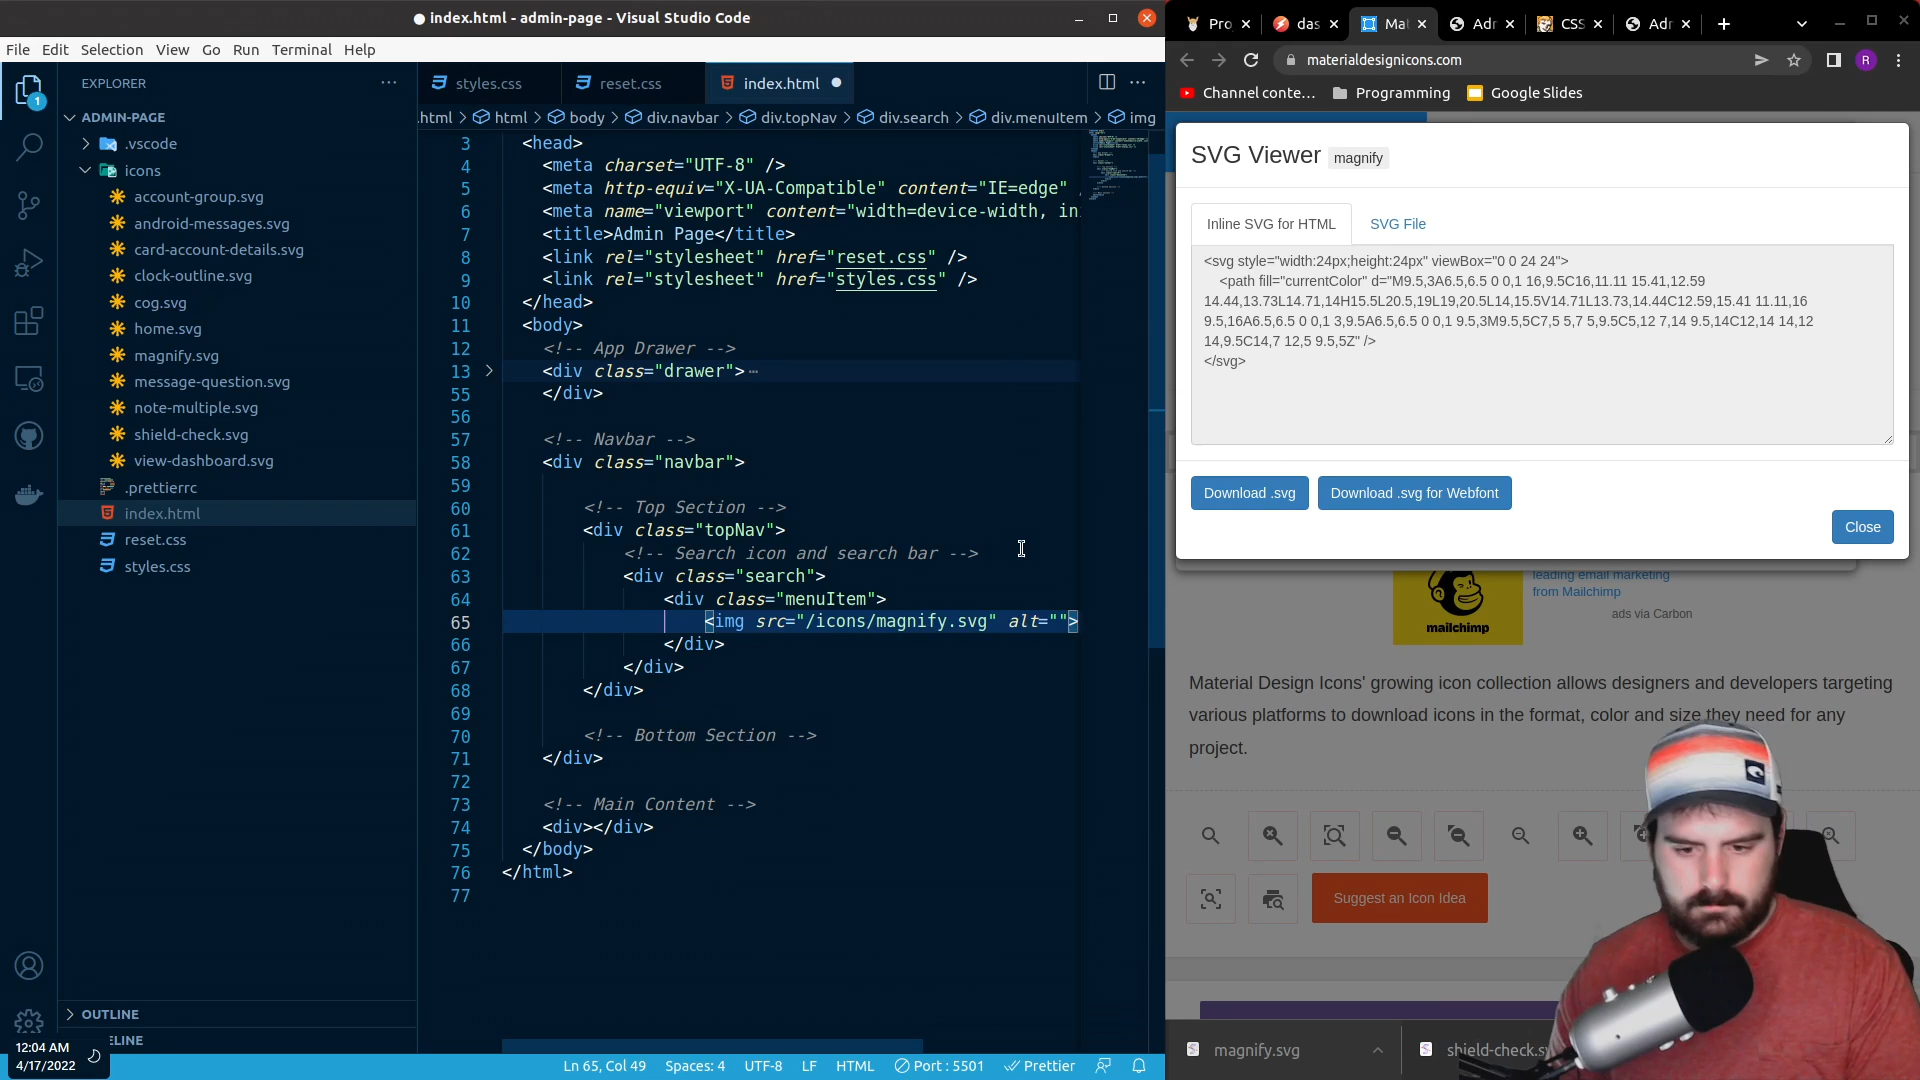 ● index.html - admin-page - Visual Studio Code
File Edit Selection View Go Run Terminal Help
EXPLORER
1
ADMIN-PAGE
.vscode
icons
account-group.svg
android-messages.svg
card-account-details.svg
clock-outline.svg
cog.svg
home.svg
magnify.svg
message-question.svg
note-multiple.svg
shield-check.svg
view-dashboard.svg
.prettierrc
index.html
reset.css
styles.css
OUTLINE
ELINE
12:04 AM
4/17/2022
styles.css reset.css index.html
.html > html > body > div.navbar > div.topNav > div.search > div.menuItem > img
3 <head>
4 <meta charset="UTF-8" />
5 <meta http-equiv="X-UA-Compatible" content="IE=edge"
6 <meta name="viewport" content="width=device-width, in
7 <title>Admin Page</title>
8 <link rel="stylesheet" href="reset.css" />
9 <link rel="stylesheet" href="styles.css" />
10 </head>
11 <body>
12 <!-- App Drawer -->
13 <div class="drawer">⋯
55 </div>
56
57 <!-- Navbar -->
58 <div class="navbar">
59
60 <!-- Top Section -->
61 <div class="topNav">
62 <!-- Search icon and search bar -->
63 <div class="search">
64 <div class="menuItem">
65 <img src="/icons/magnify.svg" alt="">
66 </div>
67 </div>
68 </div>
69
70 <!-- Bottom Section -->
71 </div>
72
73 <!-- Main Content -->
74 <div></div>
75 </body>
76 </html>
77
Ln 65, Col 49 Spaces: 4 UTF-8 LF HTML Port : 5501 Prettier
Pro das Mat Adr CSS Adr
materialdesignicons.com
R
Channel conte... Programming Google Slides
SVG Viewer magnify
Inline SVG for HTML SVG File
<svg style="width:24px;height:24px" viewBox="0 0 24 24">
<path fill="currentColor" d="M9.5,3A6.5,6.5 0 0,1 16,9.5C16,11.11 15.41,12.59
14.44,13.73L14.71,14H15.5L20.5,19L19,20.5L14,15.5V14.71L13.73,14.44C12.59,15.41 11.11,16
9.5,16A6.5,6.5 0 0,1 3,9.5A6.5,6.5 0 0,1 9.5,3M9.5,5C7,5 5,7 5,9.5C5,12 7,14 9.5,14C12,14 14,12
14,9.5C14,7 12,5 9.5,5Z" />
</svg>
Download .svg Download .svg for Webfont
Close
leading email marketing
from Mailchimp
ads via Carbon
mailchimp
Material Design Icons' growing icon collection allows designers and developers targeting
various platforms to download icons in the format, color and size they need for any
project.
Suggest an Icon Idea
magnify.svg shield-check.sv